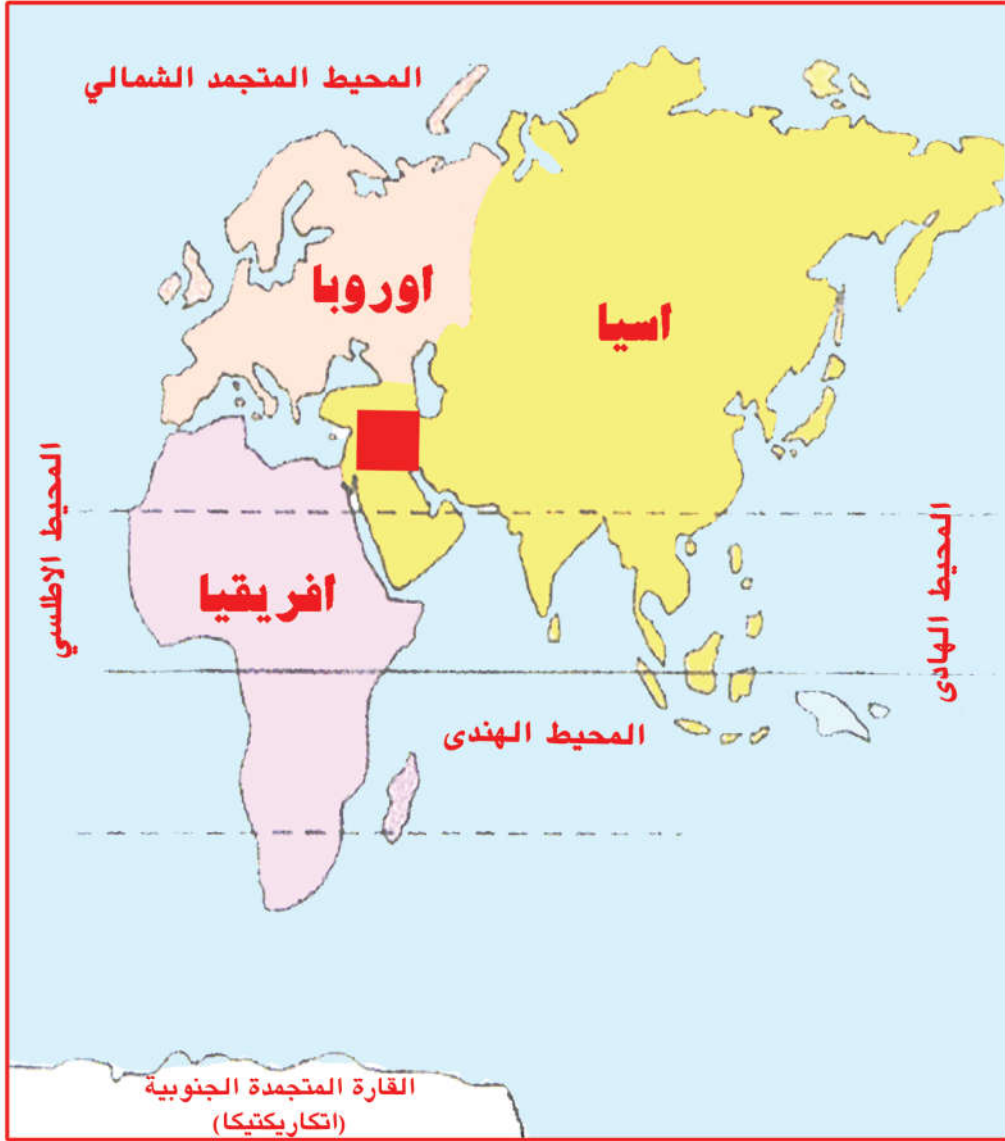 المحيط المتجمد الشمالي
اوروبا
اسيا
المحيط الاطلسي
افريقيا
المحيط الهادى
المحيط الهندى
القارة المتجمدة الجنوبية
(اتكاريكتيكا)